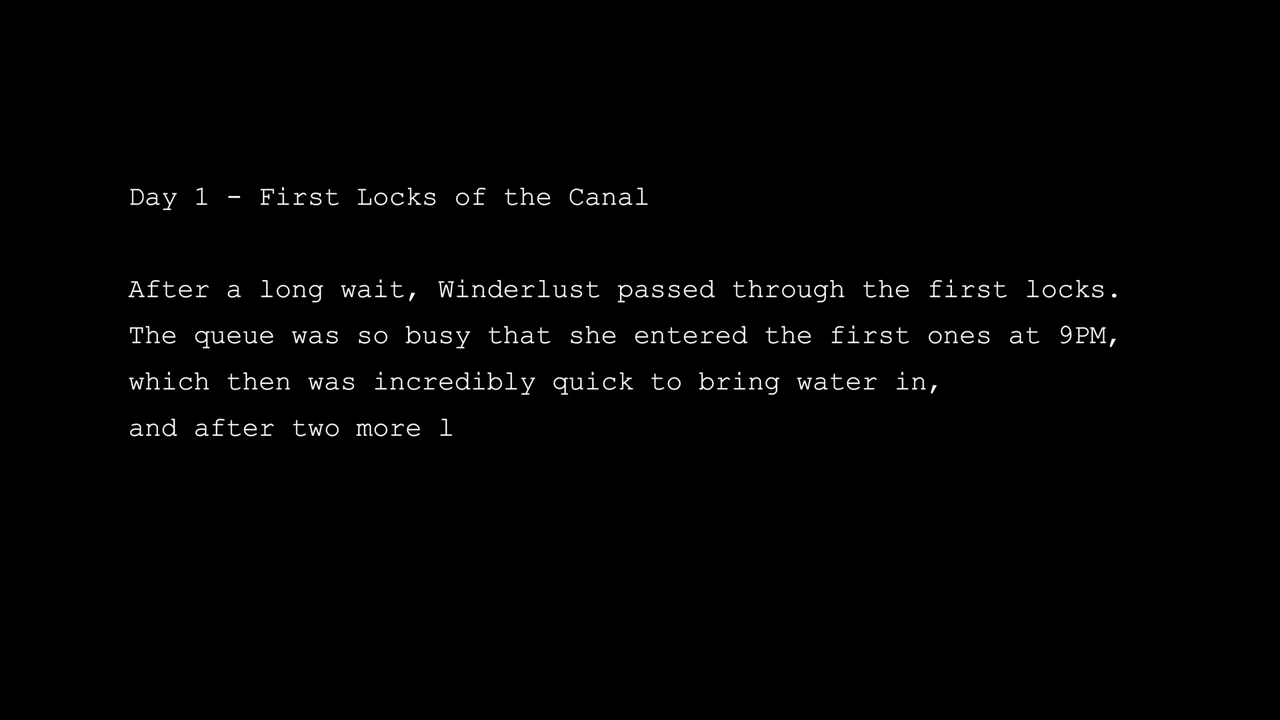 Day 1 - First Locks of the Canal
After a long wait, Winderlust passed through the first locks.
The queue was so busy that she entered the first ones at 9PM,
which then was incredibly quick to bring water in,
and after two more l